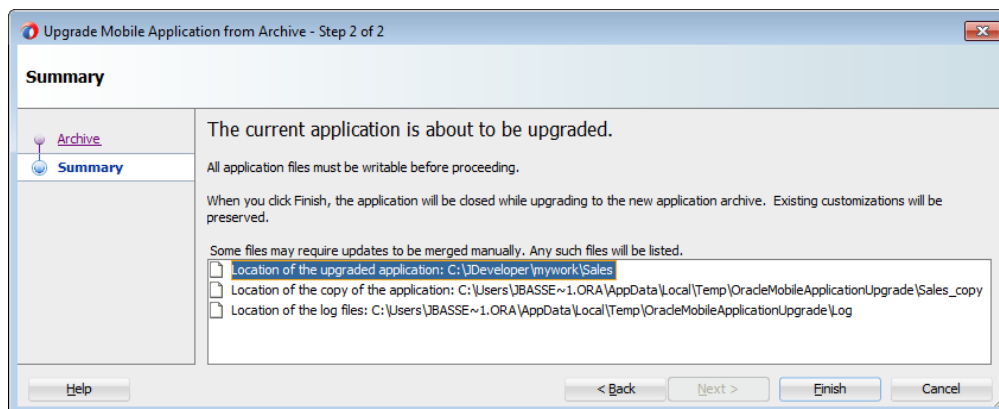 Upgrade Mobile Application from Archive - Step 2 of 2
Summary
Archive
Summary
The current application is about to be upgraded.
All application files must be writable before proceeding.
When you click Finish, the application will be closed while upgrading to the new application archive. Existing customizations will be
preserved.
Some files may require updates to be merged manually. Any such files will be listed.
Location of the upgraded application: C:\JDeveloper\mywork\Sales
Location of the copy of the application: C:\Users\JBASSE~1.ORA\AppData\Local\Temp\OracleMobileApplicationUpgrade\Sales_copy
Location of the log files: C:\Users\JBASSE~1.ORA\AppData\Local\Temp\OracleMobileApplicationUpgrade\Log
Help
< Back
Next >
Finish
Cancel